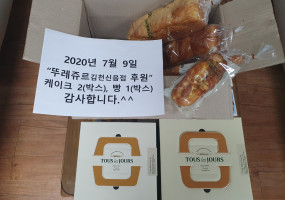 2020년 7월 9일
"뚜레쥬르김천신음점 후원"
케이크 2(박스), 빵 1(박스)
감사합니다.^^
TOUS les JOURS
TOUS les JOURS